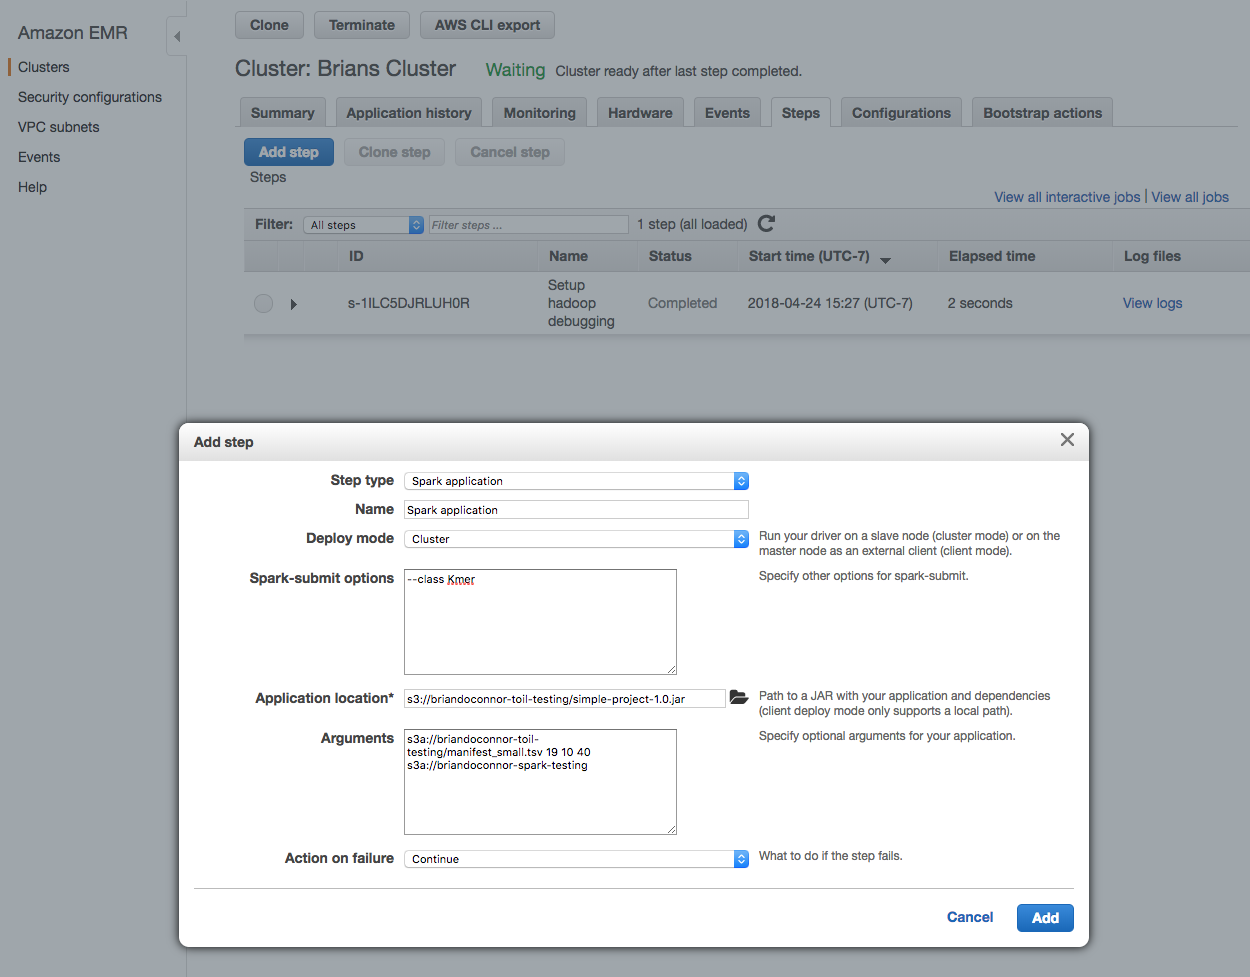 Amazon EMR
Clusters
Security configurations
VPC subnets
Events
Help
Clone
Terminate
AWS CLI export
Cluster: Brians Cluster
Waiting
Cluster ready after last step completed.
Summary
Application history
Monitoring
Hardware
Events
Steps
Configurations
Bootstrap actions
Add step
Clone step
Cancel step
Steps
View all interactive jobs | View all jobs
Filter:
All steps
Filter steps ...
1 step (all loaded)
ID
Name
Status
Start time (UTC-7)
Elapsed time
Log files
s-1ILC5DJRLUH0R
Setup
hadoop
debugging
Completed
2018-04-24 15:27 (UTC-7)
2 seconds
View logs
Add step
Step type
Spark application
Name
Spark application
Deploy mode
Cluster
Run your driver on a slave node (cluster mode) or on the
master node as an external client (client mode).
Spark-submit options
--class Kmer
Specify other options for spark-submit.
Application location*
s3://briandoconnor-toil-testing/simple-project-1.0.jar
Path to a JAR with your application and dependencies
(client deploy mode only supports a local path).
Arguments
s3a://briandoconnor-toil-
testing/manifest_small.tsv 19 10 40
s3a://briandoconnor-spark-testing
Specify optional arguments for your application.
Action on failure
Continue
What to do if the step fails.
Cancel
Add